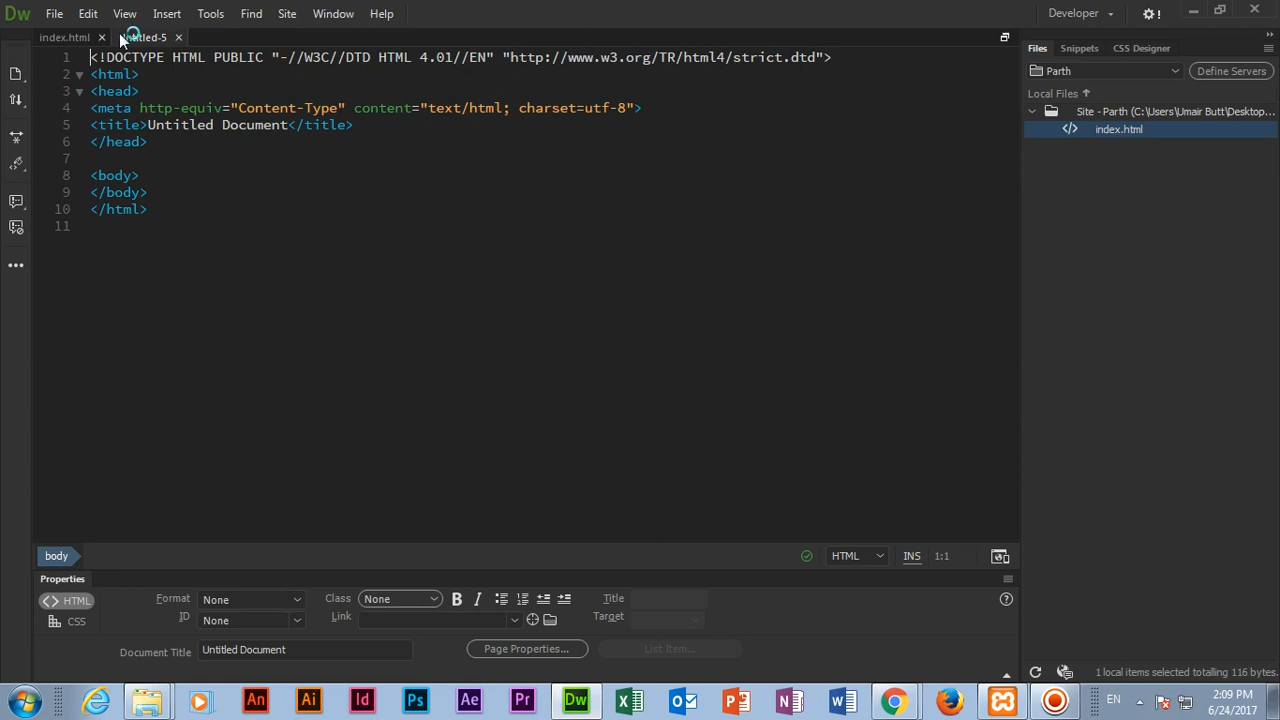 Dw File Edit View Insert Tools Find Site Window Help Developer
index.html × Untitled-5 ×
1 <!DOCTYPE HTML PUBLIC "-//W3C//DTD HTML 4.01//EN" "http://www.w3.org/TR/html4/strict.dtd">
2 <html>
3 <head>
4 <meta http-equiv="Content-Type" content="text/html; charset=utf-8">
5 <title>Untitled Document</title>
6 </head>
7
8 <body>
9 </body>
10 </html>
11
Files Snippets CSS Designer
Parth Define Servers
Local Files
Site - Parth (C:\Users\Umair Butt\Desktop...
index.html
body HTML INS 1:1
Properties
HTML Format None Class None B I Title
CSS ID None Link Target
Document Title Untitled Document Page Properties... List Item...
1 local items selected totalling 116 bytes.
An Ai Id Ps Ae Pr Dw EN 2:09 PM
6/24/2017